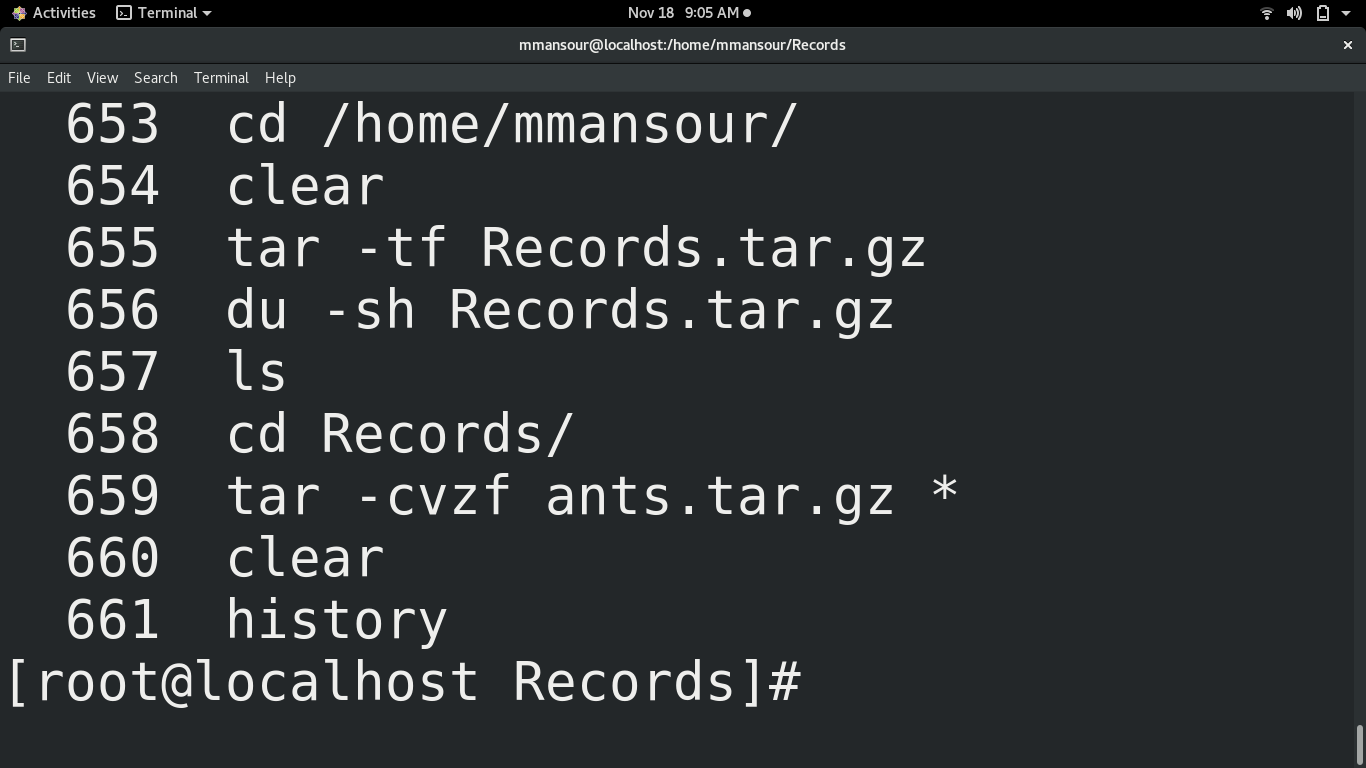 Activities Terminal Nov 18 9:05 AM
mmansour@localhost:/home/mmansour/Records
File Edit View Search Terminal Help
653 cd /home/mmansour/
654 clear
655 tar -tf Records.tar.gz
656 du -sh Records.tar.gz
657 ls
658 cd Records/
659 tar -cvzf ants.tar.gz *
660 clear
661 history
[root@localhost Records]#